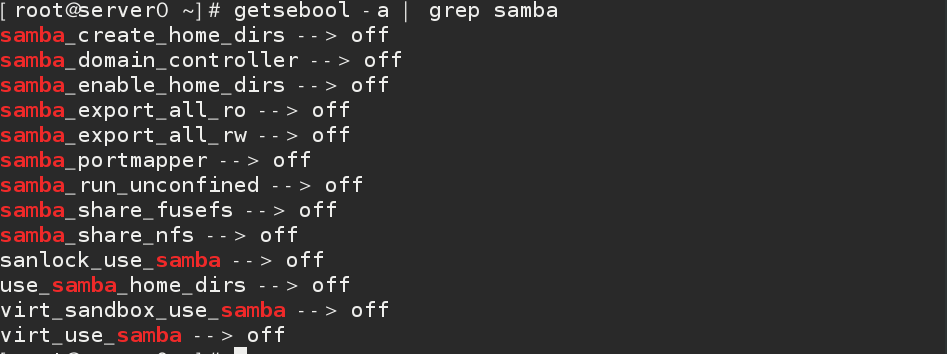 [root@server0 ~]# getsebool -a | grep samba
samba_create_home_dirs --> off
samba_domain_controller --> off
samba_enable_home_dirs --> off
samba_export_all_ro --> off
samba_export_all_rw --> off
samba_portmapper --> off
samba_run_unconfined --> off
samba_share_fusefs --> off
samba_share_nfs --> off
sanlock_use_samba --> off
use_samba_home_dirs --> off
virt_sandbox_use_samba --> off
virt_use_samba --> off